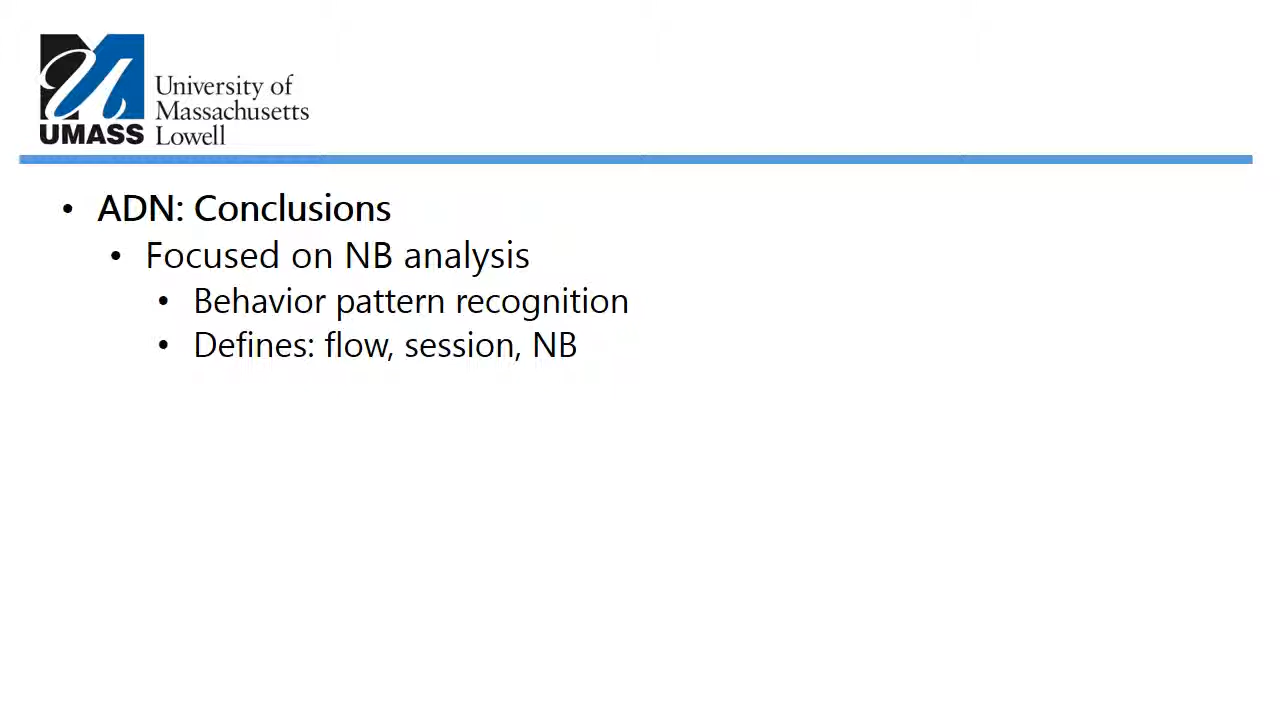 University of
Massachusetts
Lowell
UMASS
• ADN: Conclusions
• Focused on NB analysis
• Behavior pattern recognition
• Defines: flow, session, NB